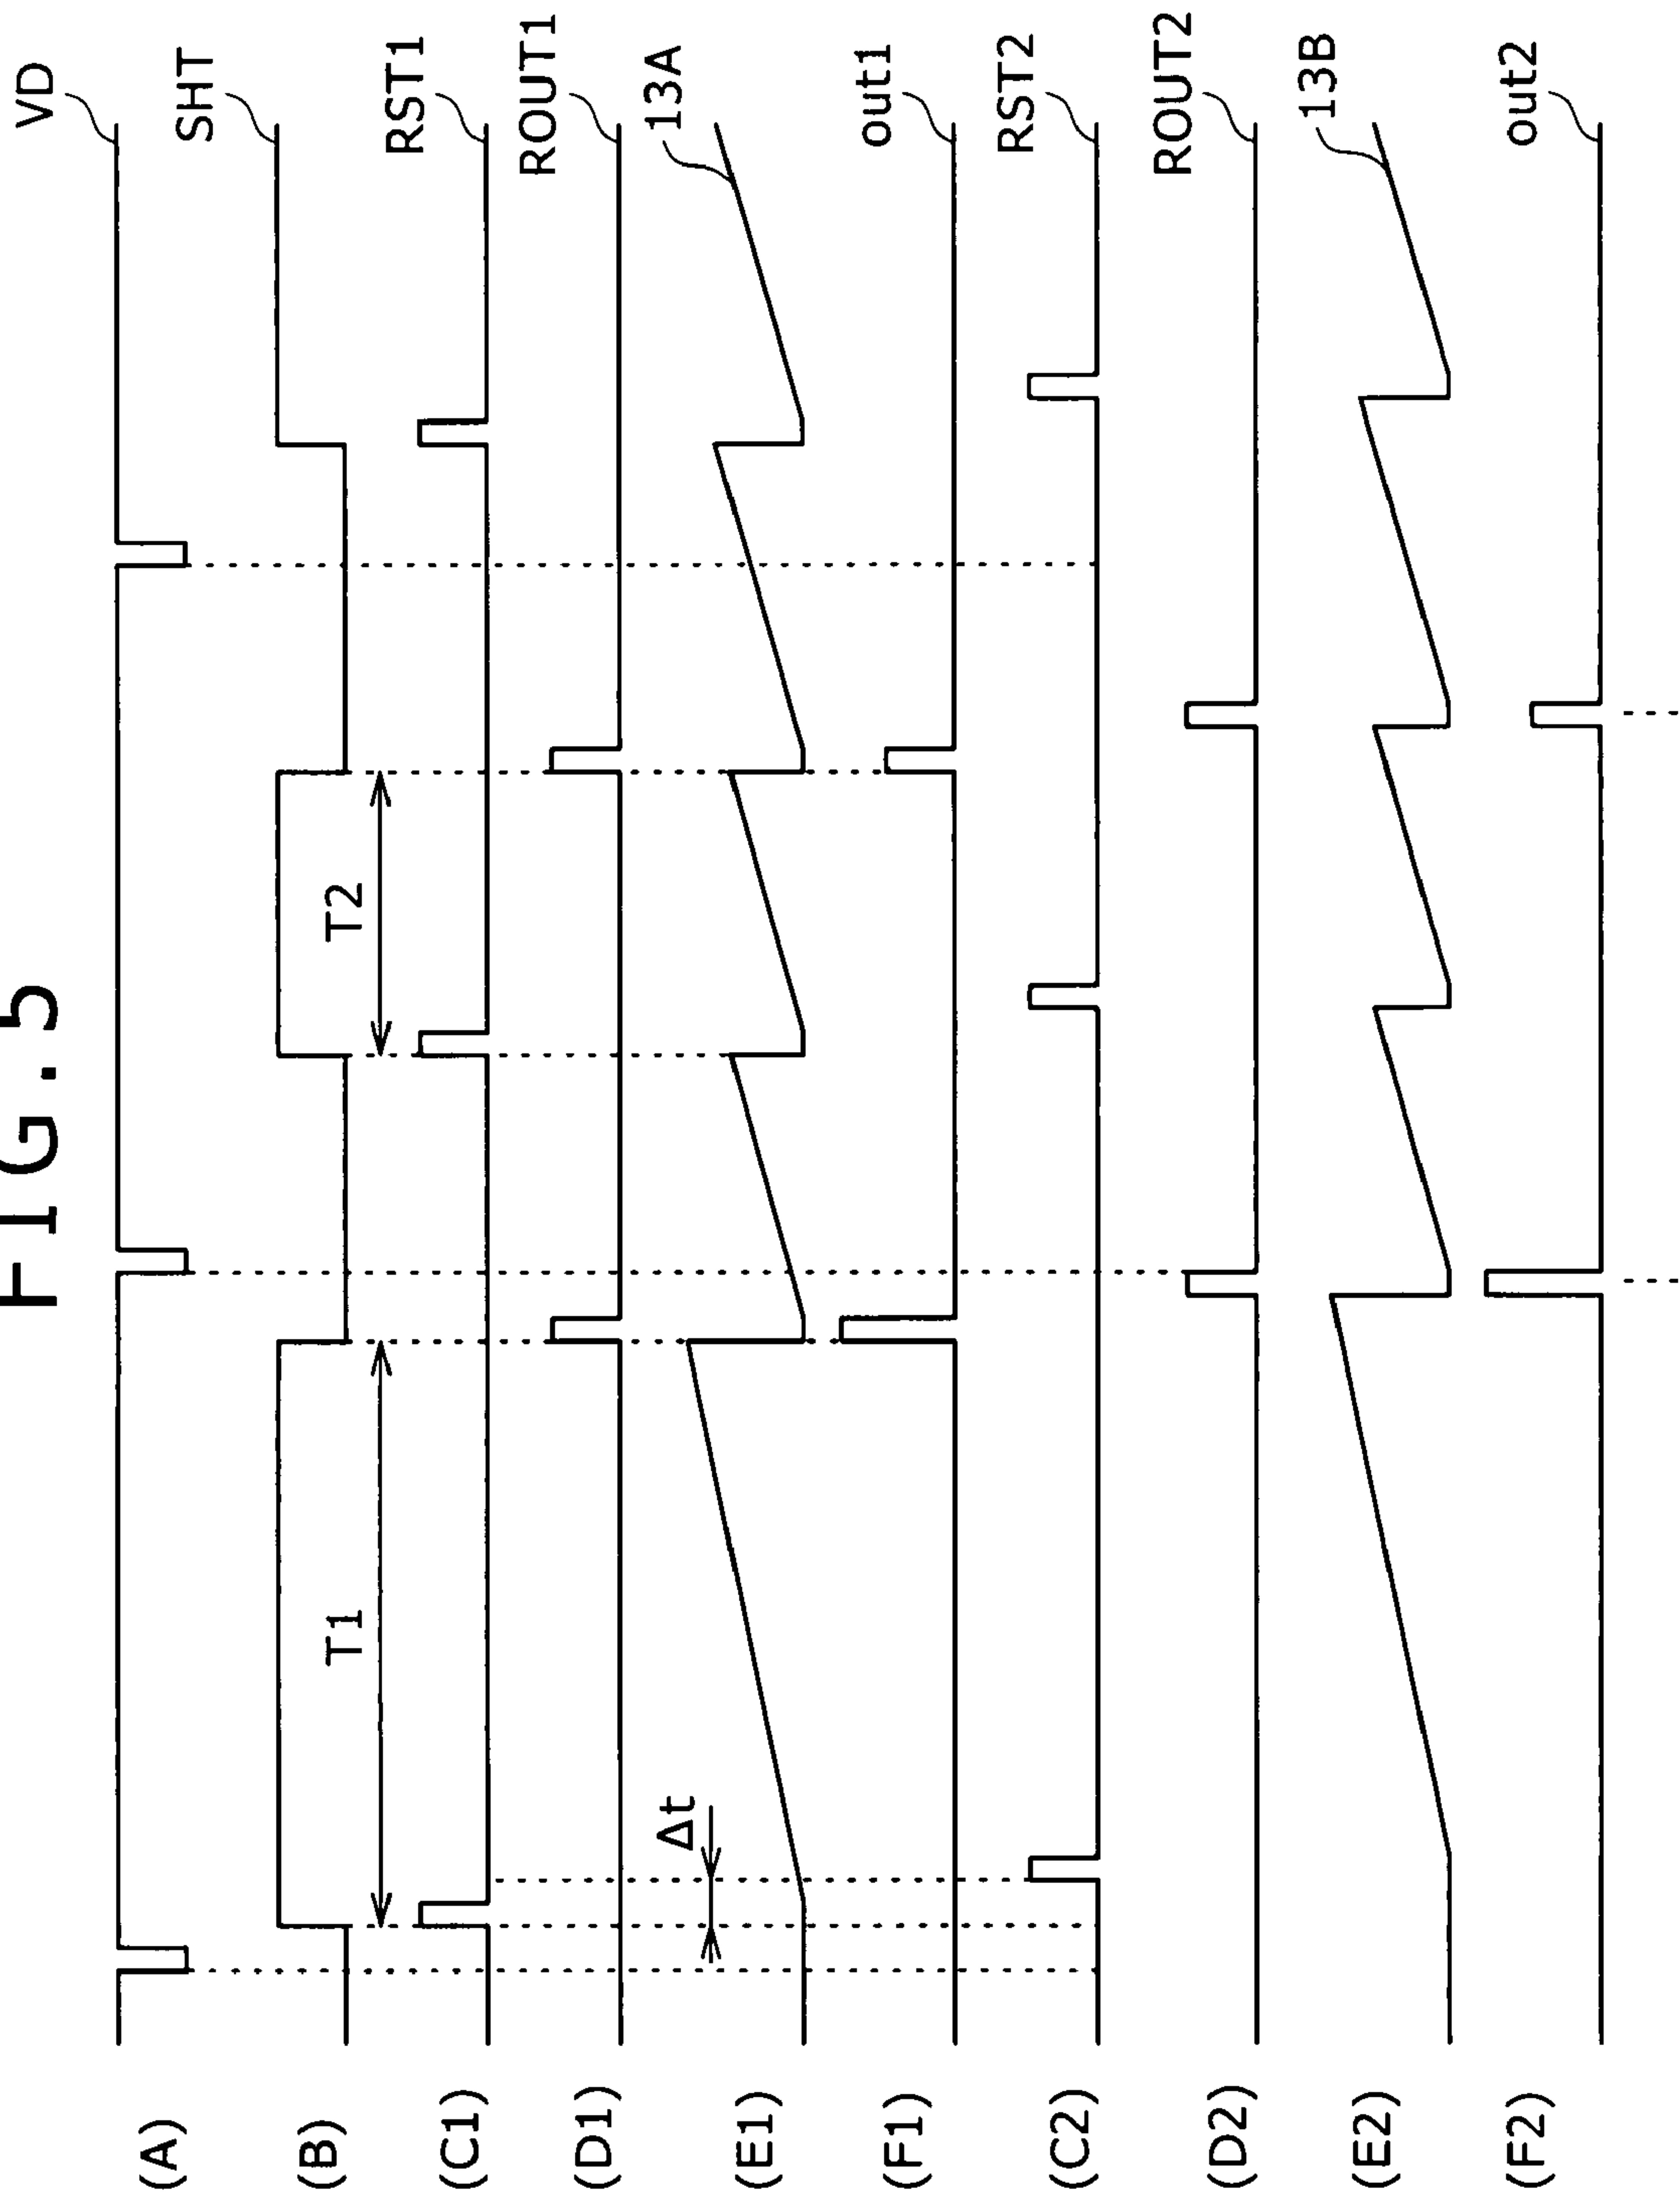 FIG.5
(A) VD
(B) SHT
T1 T2
(C1) RST1
(D1) ROUT1
Δt
(E1) 13A
(F1) out1
(C2) RST2
(D2) ROUT2
(E2) 13B
(F2) out2